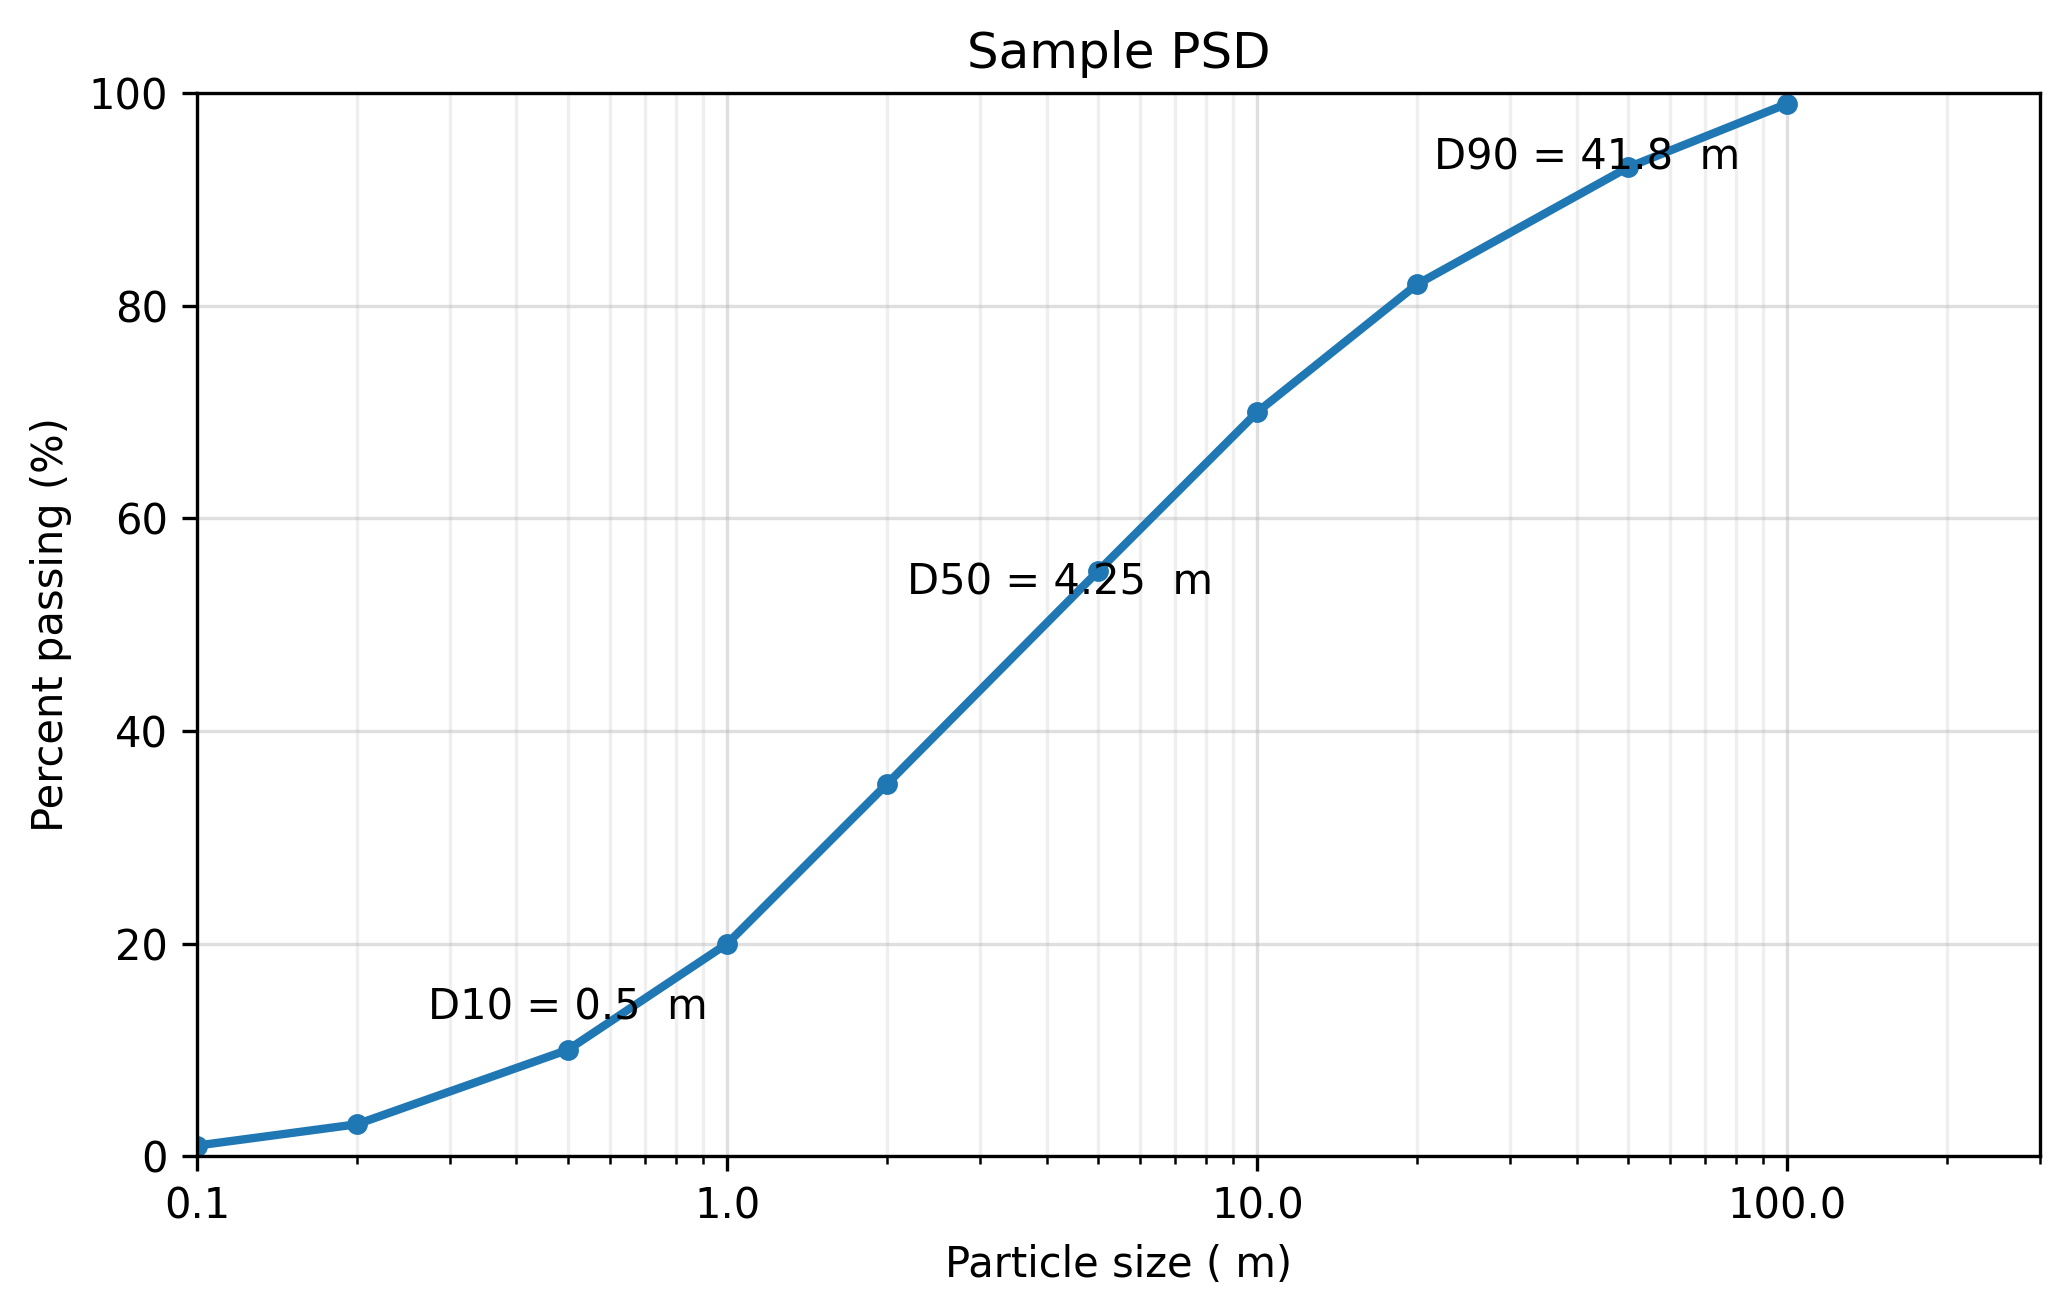 Sample PSD
100
80
60
40
20
0
Percent passing (%)
D90 = 41.8  m
D50 = 4.25  m
D10 = 0.5  m
0.1 1.0 10.0 100.0
Particle size ( m)